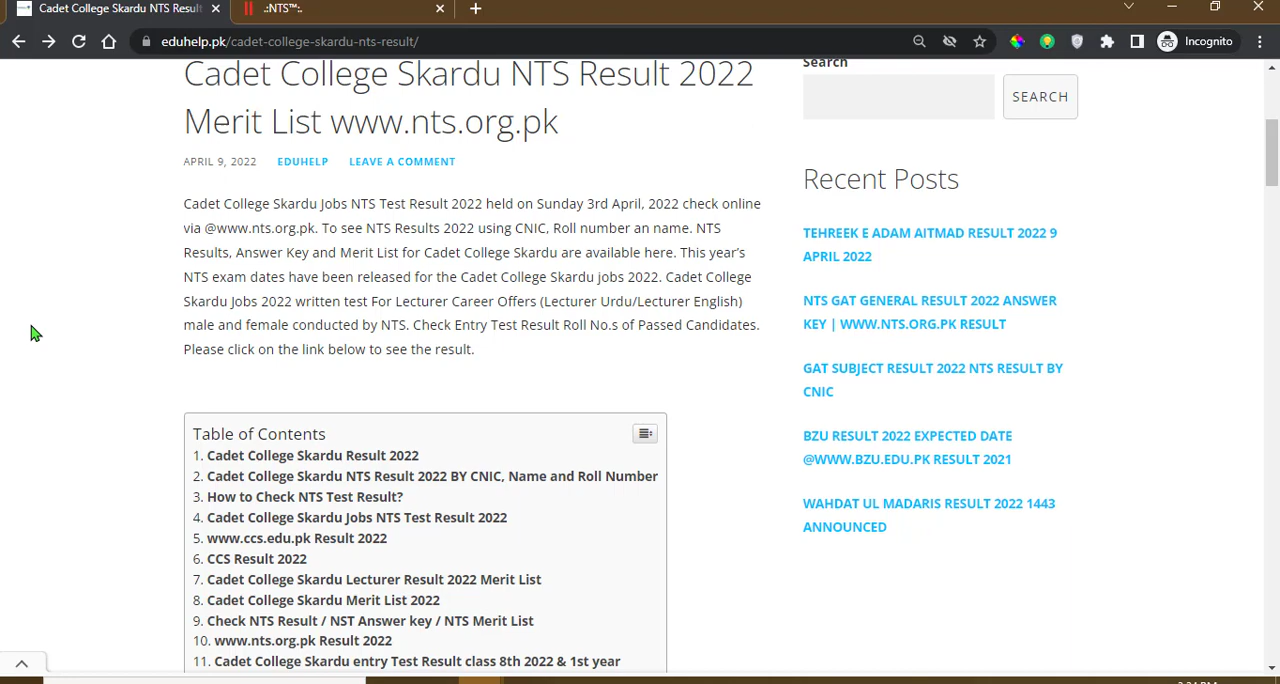 Cadet College Skardu NTS Result
.:NTS™:.
eduhelp.pk/cadet-college-skardu-nts-result/
Incognito
Cadet College Skardu NTS Result 2022
Merit List www.nts.org.pk
APRIL 9, 2022 EDUHELP LEAVE A COMMENT
Cadet College Skardu Jobs NTS Test Result 2022 held on Sunday 3rd April, 2022 check online
via @www.nts.org.pk. To see NTS Results 2022 using CNIC, Roll number an name. NTS
Results, Answer Key and Merit List for Cadet College Skardu are available here. This year’s
NTS exam dates have been released for the Cadet College Skardu jobs 2022. Cadet College
Skardu Jobs 2022 written test For Lecturer Career Offers (Lecturer Urdu/Lecturer English)
male and female conducted by NTS. Check Entry Test Result Roll No.s of Passed Candidates.
Please click on the link below to see the result.
Table of Contents
1. Cadet College Skardu Result 2022
2. Cadet College Skardu NTS Result 2022 BY CNIC, Name and Roll Number
3. How to Check NTS Test Result?
4. Cadet College Skardu Jobs NTS Test Result 2022
5. www.ccs.edu.pk Result 2022
6. CCS Result 2022
7. Cadet College Skardu Lecturer Result 2022 Merit List
8. Cadet College Skardu Merit List 2022
9. Check NTS Result / NST Answer key / NTS Merit List
10. www.nts.org.pk Result 2022
11. Cadet College Skardu entry Test Result class 8th 2022 & 1st year
Search
SEARCH
Recent Posts
TEHREEK E ADAM AITMAD RESULT 2022 9
APRIL 2022
NTS GAT GENERAL RESULT 2022 ANSWER
KEY | WWW.NTS.ORG.PK RESULT
GAT SUBJECT RESULT 2022 NTS RESULT BY
CNIC
BZU RESULT 2022 EXPECTED DATE
@WWW.BZU.EDU.PK RESULT 2021
WAHDAT UL MADARIS RESULT 2022 1443
ANNOUNCED